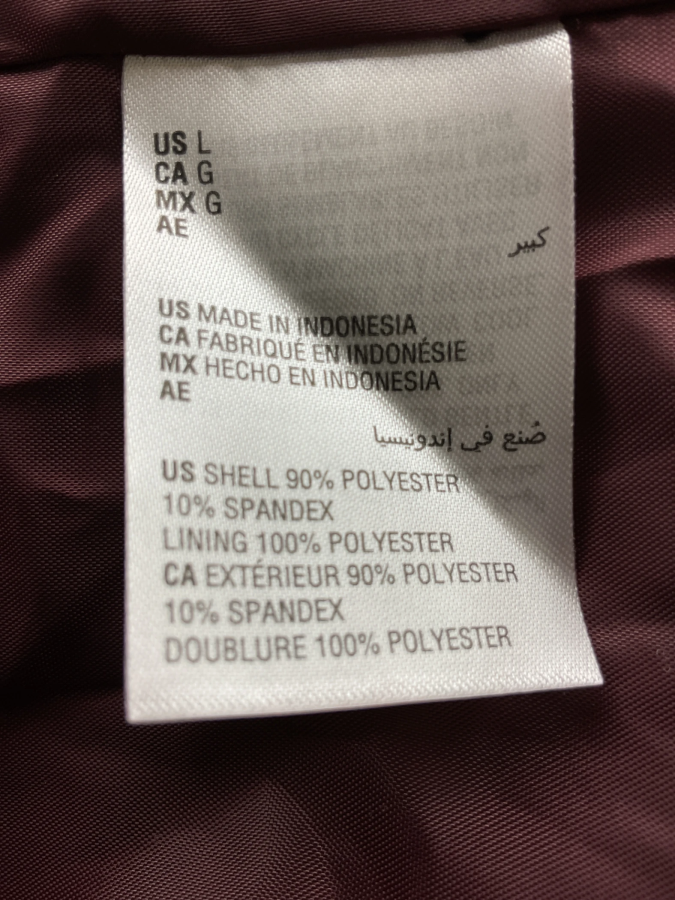 US L
CA G
MX G
AE
كبير
US MADE IN INDONESIA
CA FABRIQUÉ EN INDONÉSIE
MX HECHO EN INDONESIA
AE
صُنع في إندونيسيا
US SHELL 90% POLYESTER
10% SPANDEX
LINING 100% POLYESTER
CA EXTÉRIEUR 90% POLYESTER
10% SPANDEX
DOUBLURE 100% POLYESTER